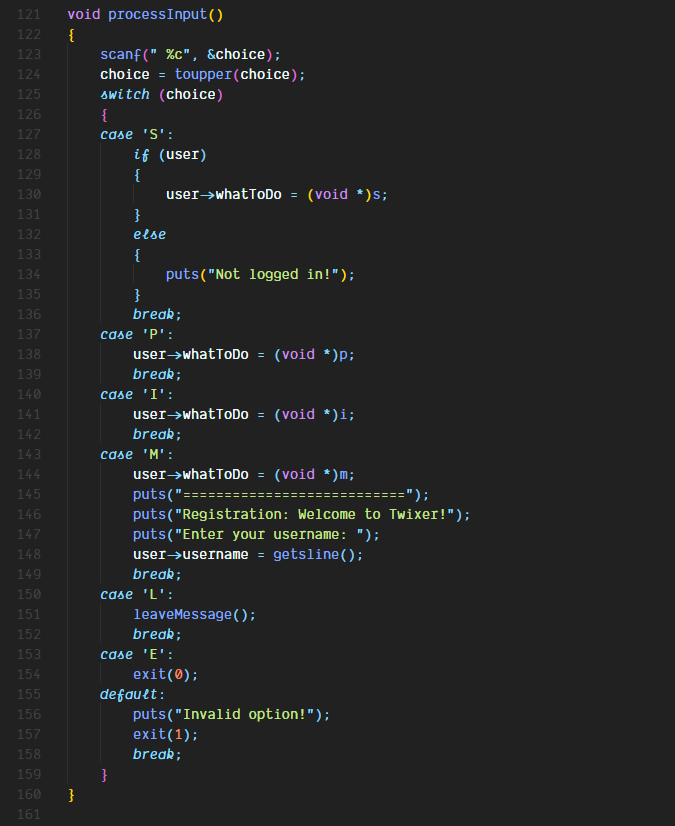 121 void processInput()
122 {
123     scanf(" %c", &choice);
124     choice = toupper(choice);
125     switch (choice)
126     {
127     case 'S':
128         if (user)
129         {
130             user->whatToDo = (void *)s;
131         }
132         else
133         {
134             puts("Not logged in!");
135         }
136         break;
137     case 'P':
138         user->whatToDo = (void *)p;
139         break;
140     case 'I':
141         user->whatToDo = (void *)i;
142         break;
143     case 'M':
144         user->whatToDo = (void *)m;
145         puts("===========================");
146         puts("Registration: Welcome to Twixer!");
147         puts("Enter your username: ");
148         user->username = getsline();
149         break;
150     case 'L':
151         leaveMessage();
152         break;
153     case 'E':
154         exit(0);
155     default:
156         puts("Invalid option!");
157         exit(1);
158         break;
159     }
160 }
161